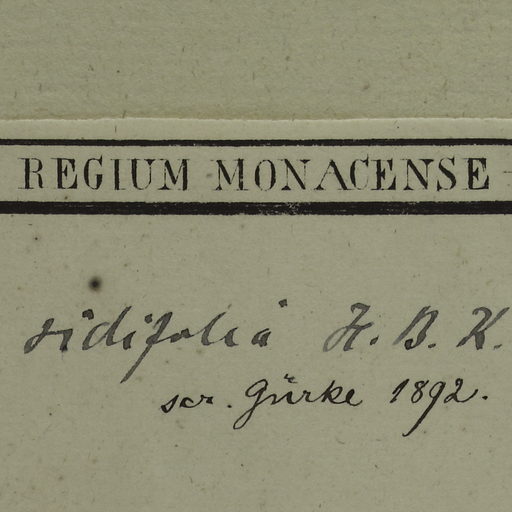 REGIUM MONACENSE
sidifolia H. B. K.
scr. Gürke 1892.